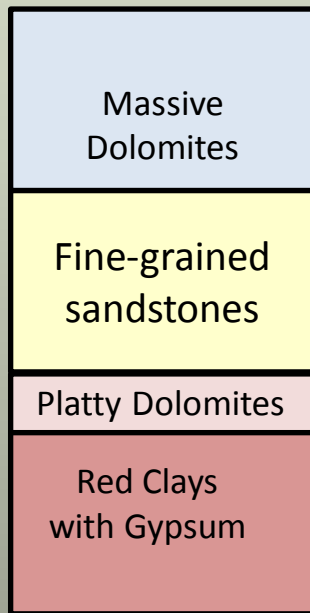 Massive
Dolomites
Fine-grained
sandstones
Platty Dolomites
Red Clays
with Gypsum